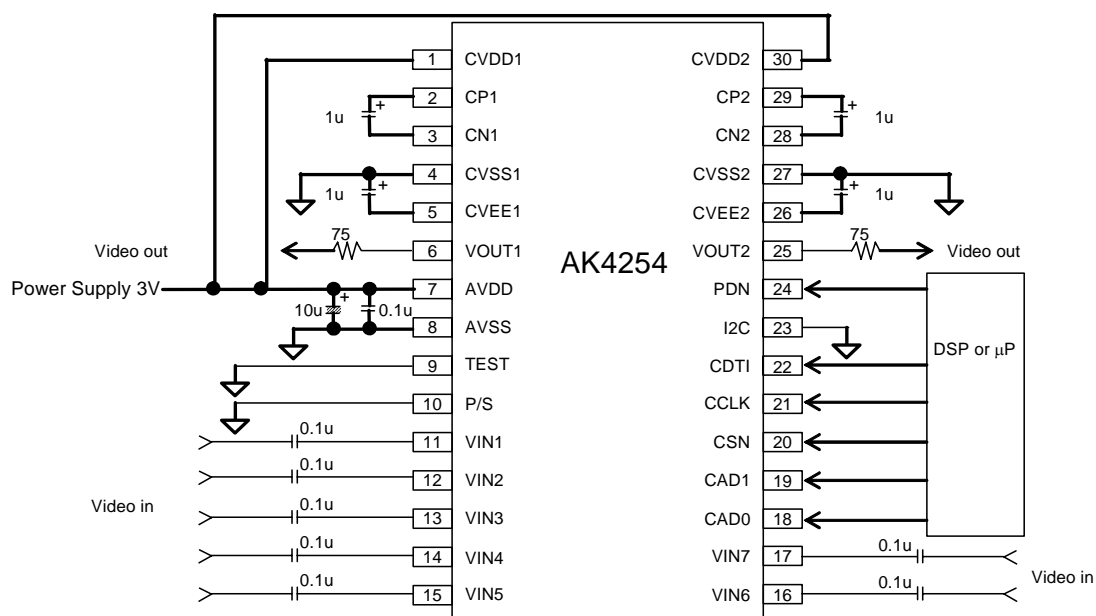 AK4254
1 CVDD1
2 CP1
3 CN1
4 CVSS1
5 CVEE1
6 VOUT1
7 AVDD
8 AVSS
9 TEST
10 P/S
11 VIN1
12 VIN2
13 VIN3
14 VIN4
15 VIN5
CVDD2 30
CP2 29
CN2 28
CVSS2 27
CVEE2 26
VOUT2 25
PDN 24
I2C 23
CDTI 22
CCLK 21
CSN 20
CAD1 19
CAD0 18
VIN7 17
VIN6 16
1u +
1u +
75
Video out
Power Supply 3V
10u +
0.1u
0.1u
0.1u
0.1u
0.1u
0.1u
Video in
+ 1u
+ 1u
75
Video out
DSP or μP
0.1u
0.1u
Video in